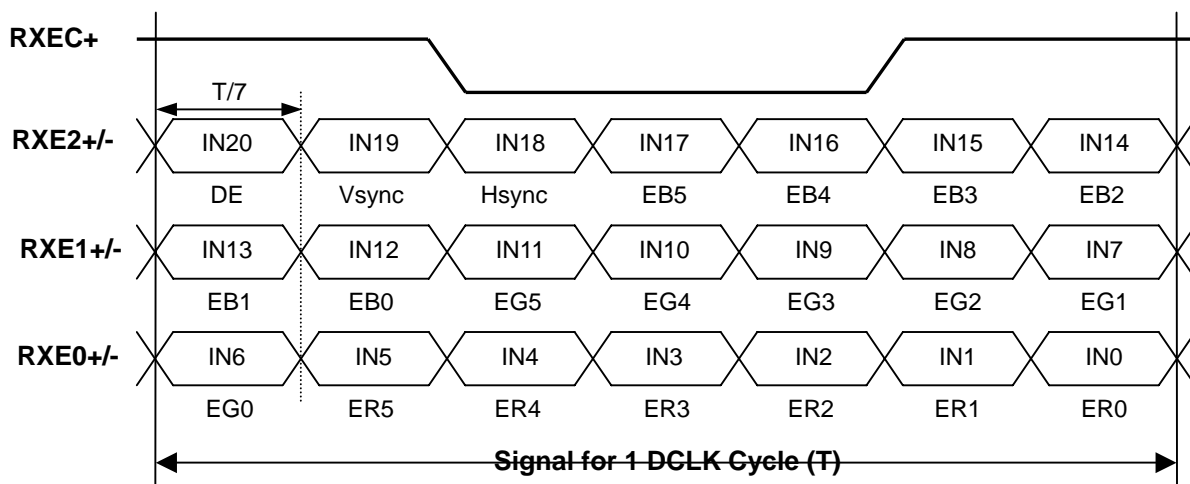 RXEC+
T/7
RXE2+/- IN20 IN19 IN18 IN17 IN16 IN15 IN14
DE Vsync Hsync EB5 EB4 EB3 EB2
RXE1+/- IN13 IN12 IN11 IN10 IN9 IN8 IN7
EB1 EB0 EG5 EG4 EG3 EG2 EG1
RXE0+/- IN6 IN5 IN4 IN3 IN2 IN1 IN0
EG0 ER5 ER4 ER3 ER2 ER1 ER0
Signal for 1 DCLK Cycle (T)